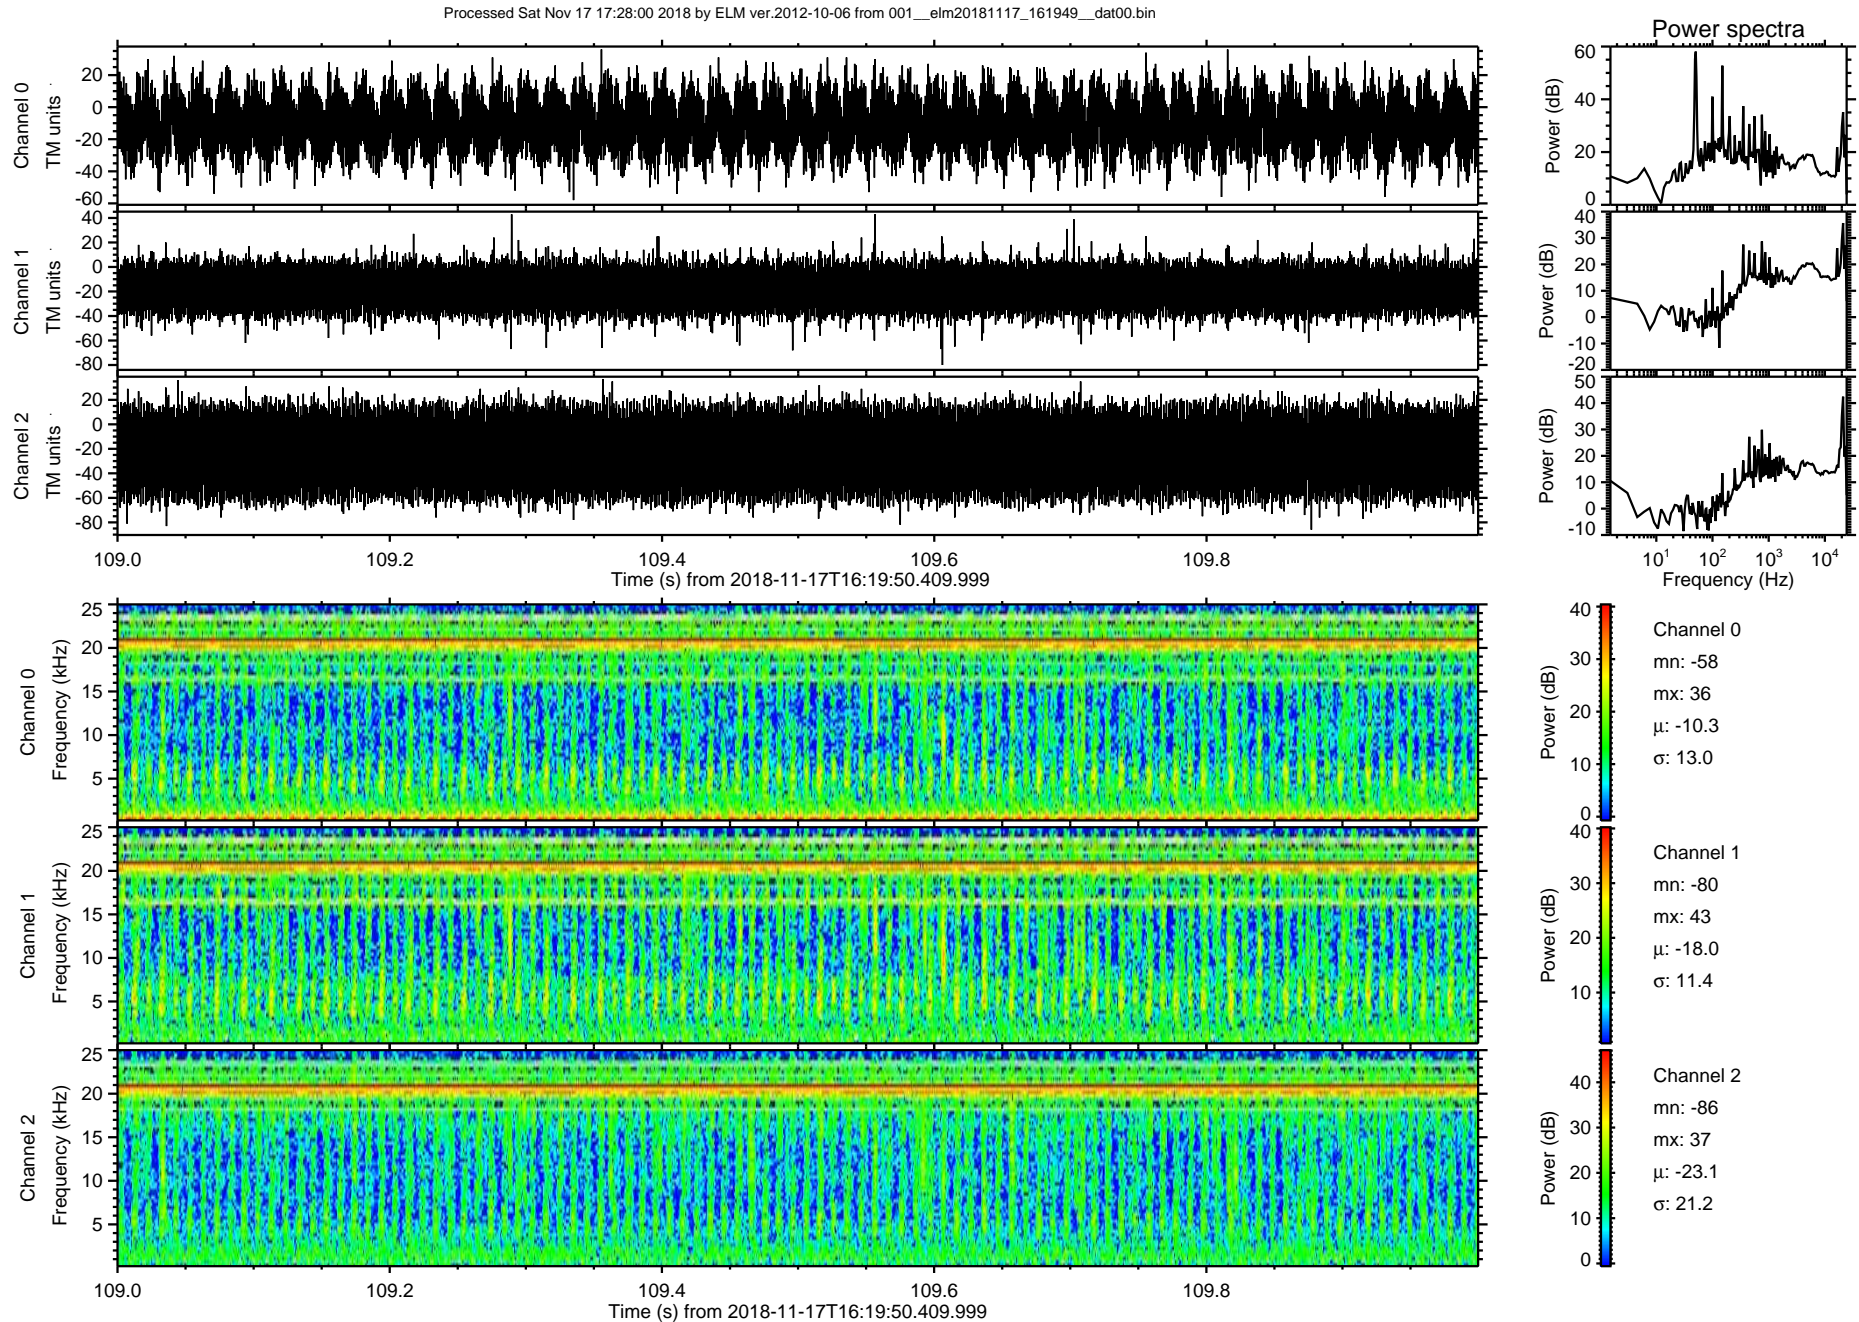 Processed Sat Nov 17 17:28:00 2018 by ELM ver.2012-10-06 from 001__elm20181117_161949__dat00.bin
Power spectra
Channel 0
TM units
20
0
-20
-40
-60
Power (dB)
60
40
20
0
Channel 1
TM units
40
20
0
-20
-40
-60
-80
Power (dB)
40
30
20
10
0
-10
-20
Channel 2
TM units
20
0
-20
-40
-60
-80
Power (dB)
50
40
30
20
10
0
-10
109.0 109.2 109.4 109.6 109.8
Time (s) from 2018-11-17T16:19:50.409.999
10^1 10^2 10^3 10^4
Frequency (Hz)
Channel 0
Frequency (kHz)
25
20
15
10
5
Power (dB)
40
30
20
10
0
Channel 0
mn: -58
mx: 36
μ: -10.3
σ: 13.0
Channel 1
Frequency (kHz)
25
20
15
10
5
Power (dB)
40
30
20
10
Channel 1
mn: -80
mx: 43
μ: -18.0
σ: 11.4
Channel 2
Frequency (kHz)
25
20
15
10
5
Power (dB)
40
30
20
10
0
Channel 2
mn: -86
mx: 37
μ: -23.1
σ: 21.2
109.0 109.2 109.4 109.6 109.8
Time (s) from 2018-11-17T16:19:50.409.999